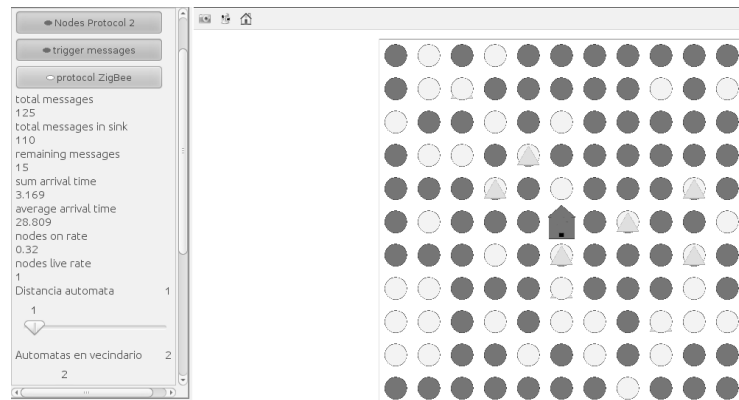 Nodes Protocol 2
trigger messages
protocol ZigBee
total messages
125
total messages in sink
110
remaining messages
15
sum arrival time
3.169
average arrival time
28.809
nodes on rate
0.32
nodes live rate
1
Distancia automata 1
1
Automatas en vecindario 2
2